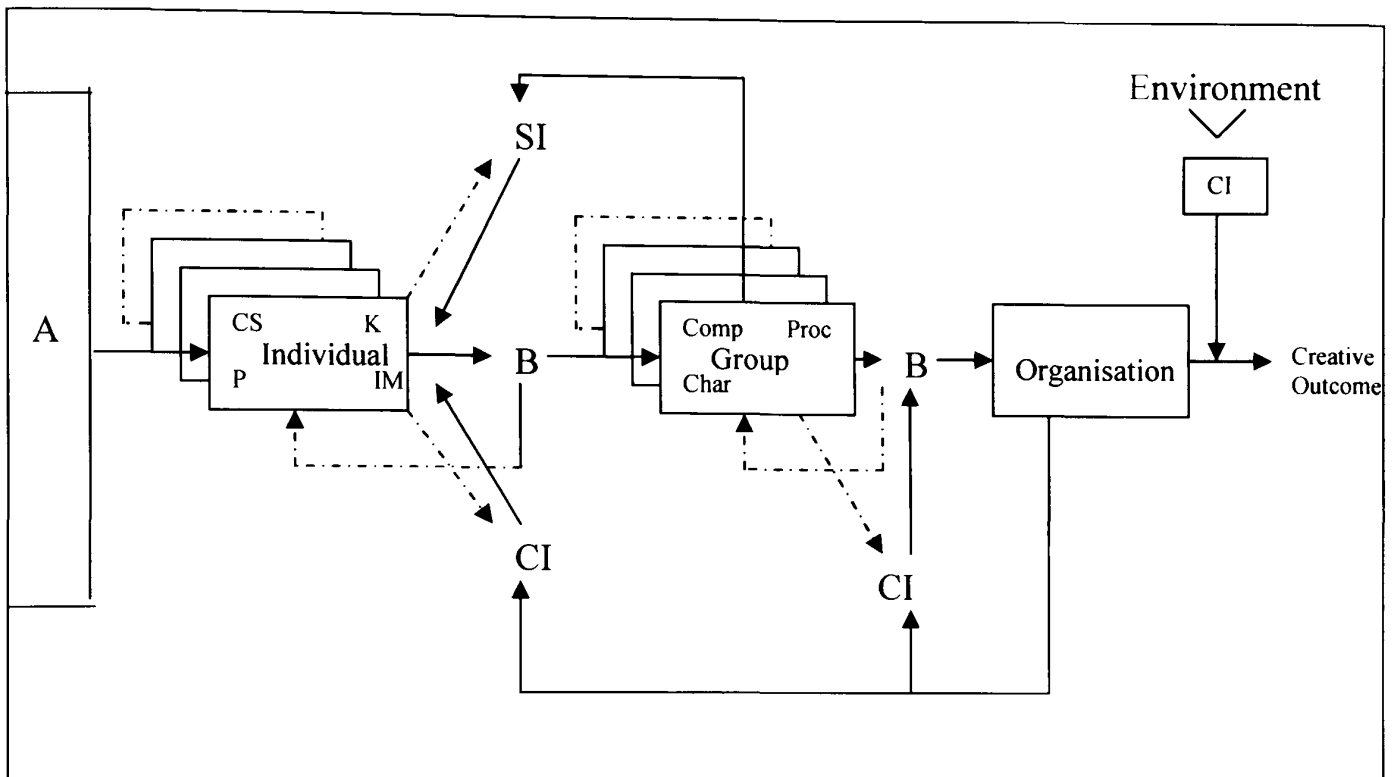 Environment
SI
CI
A
CS K
Individual
P IM
B
Comp Proc
Group
Char
B
Organisation
Creative
Outcome
CI
CI